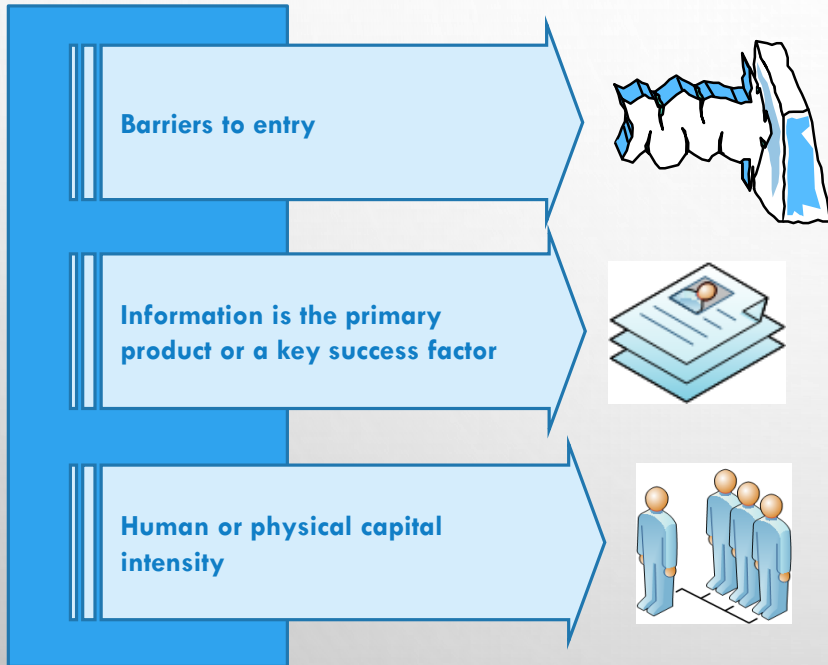 Barriers to entry
Information is the primary
product or a key success factor
Human or physical capital
intensity